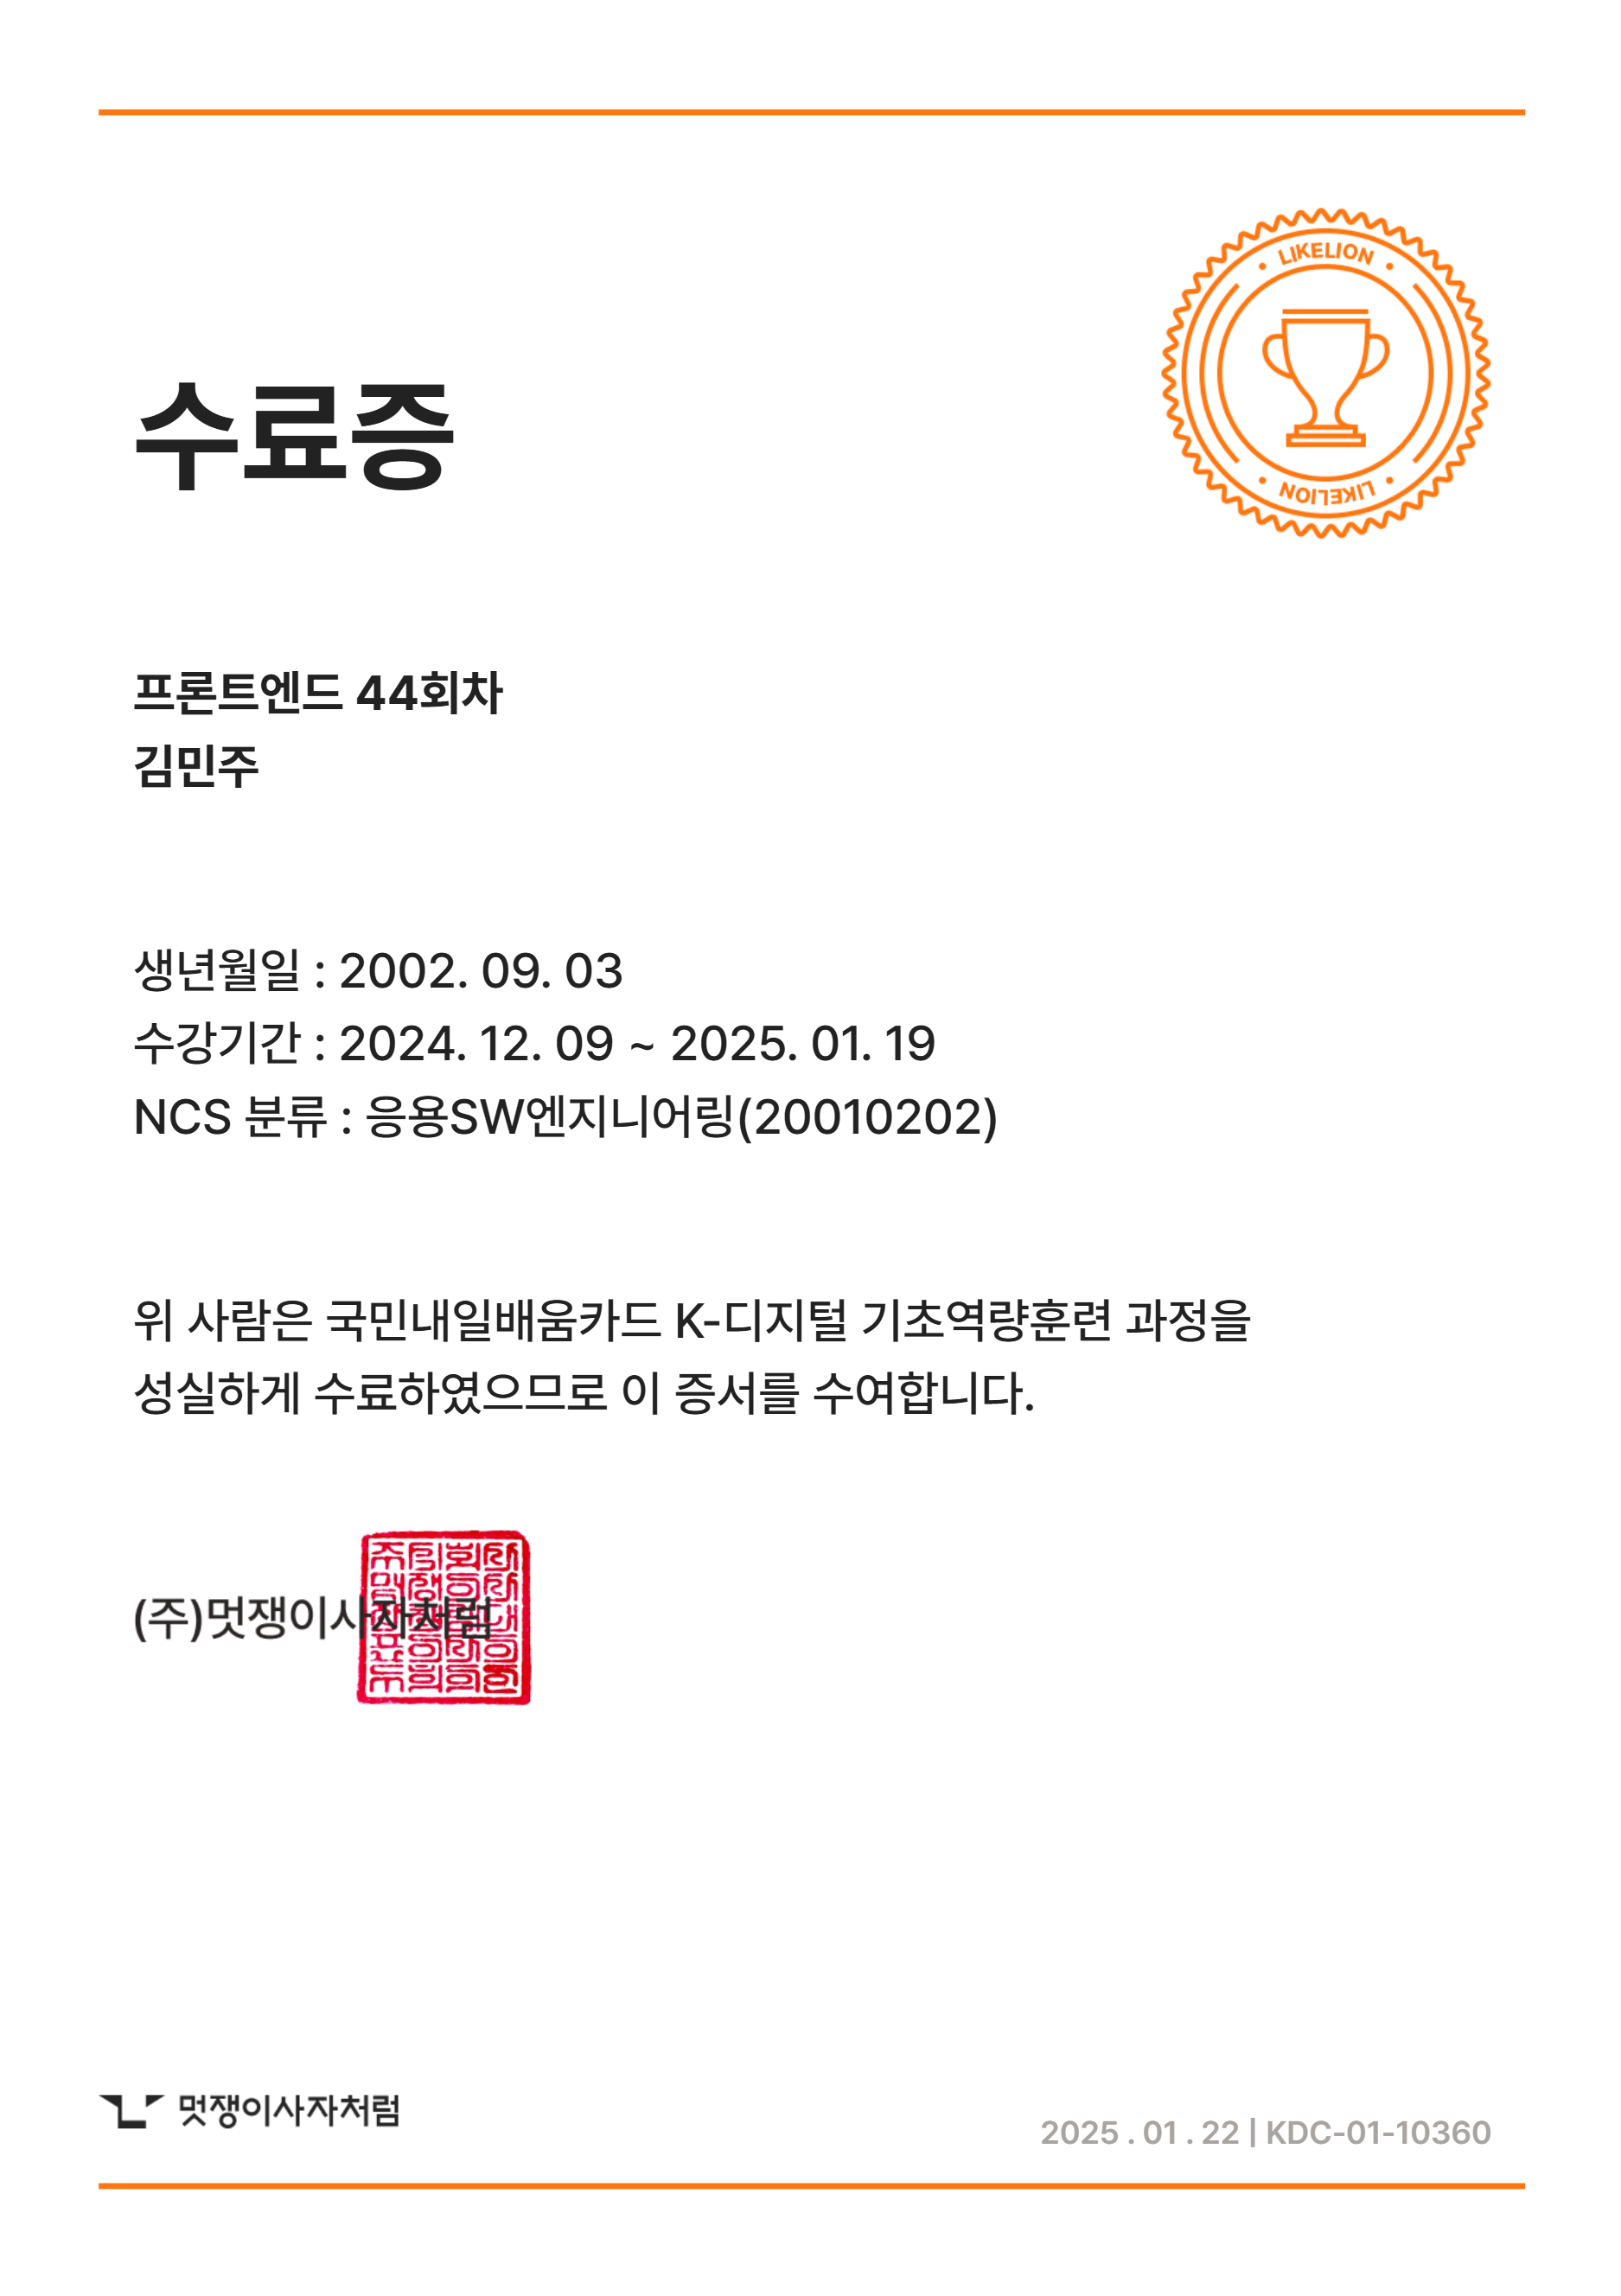 LIKELION
LIKELION
수료증
프론트엔드 44회차
김민주
생년월일 : 2002. 09. 03
수강기간 : 2024. 12. 09 ~ 2025. 01. 19
NCS 분류 : 응용SW엔지니어링(20010202)
위 사람은 국민내일배움카드 K-디지털 기초역량훈련 과정을
성실하게 수료하였으므로 이 증서를 수여합니다.
(주)멋쟁이사자처럼
멋쟁이사자처럼
2025 . 01 . 22 | KDC-01-10360